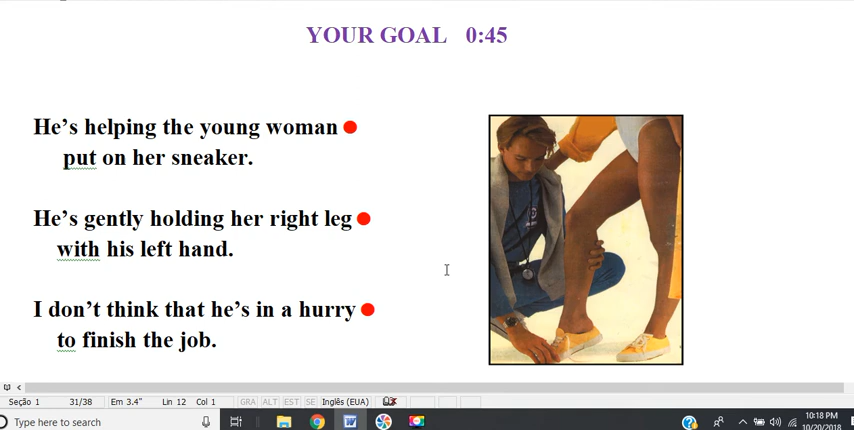 YOUR GOAL 0:45
He's helping the young woman
put on her sneaker.
He's gently holding her right leg
with his left hand.
I don't think that he's in a hurry
to finish the job.
Seção 1 31/38 Em 3.4" Lin 12 Col 1 GRA ALT EST SE Inglês (EUA)
Type here to search
10:18 PM
10/20/2018